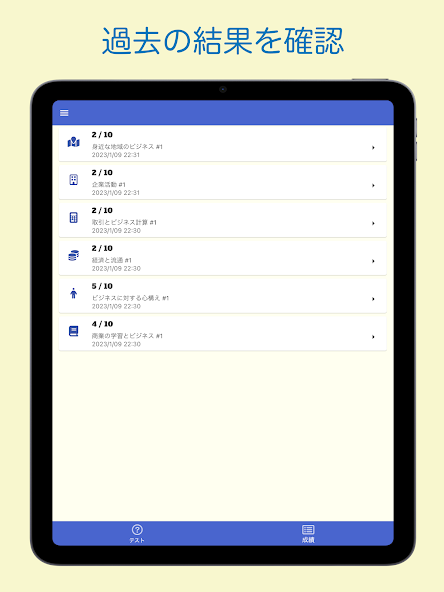 過去の結果を確認
2 / 10
身近な地域のビジネス #1
2023/1/09 22:31
2 / 10
企業活動 #1
2023/1/09 22:31
2 / 10
取引とビジネス計算 #1
2023/1/09 22:30
2 / 10
経済と流通 #1
2023/1/09 22:30
5 / 10
ビジネスに対する心構え #1
2023/1/09 22:30
4 / 10
商業の学習とビジネス #1
2023/1/09 22:30
テスト
成績